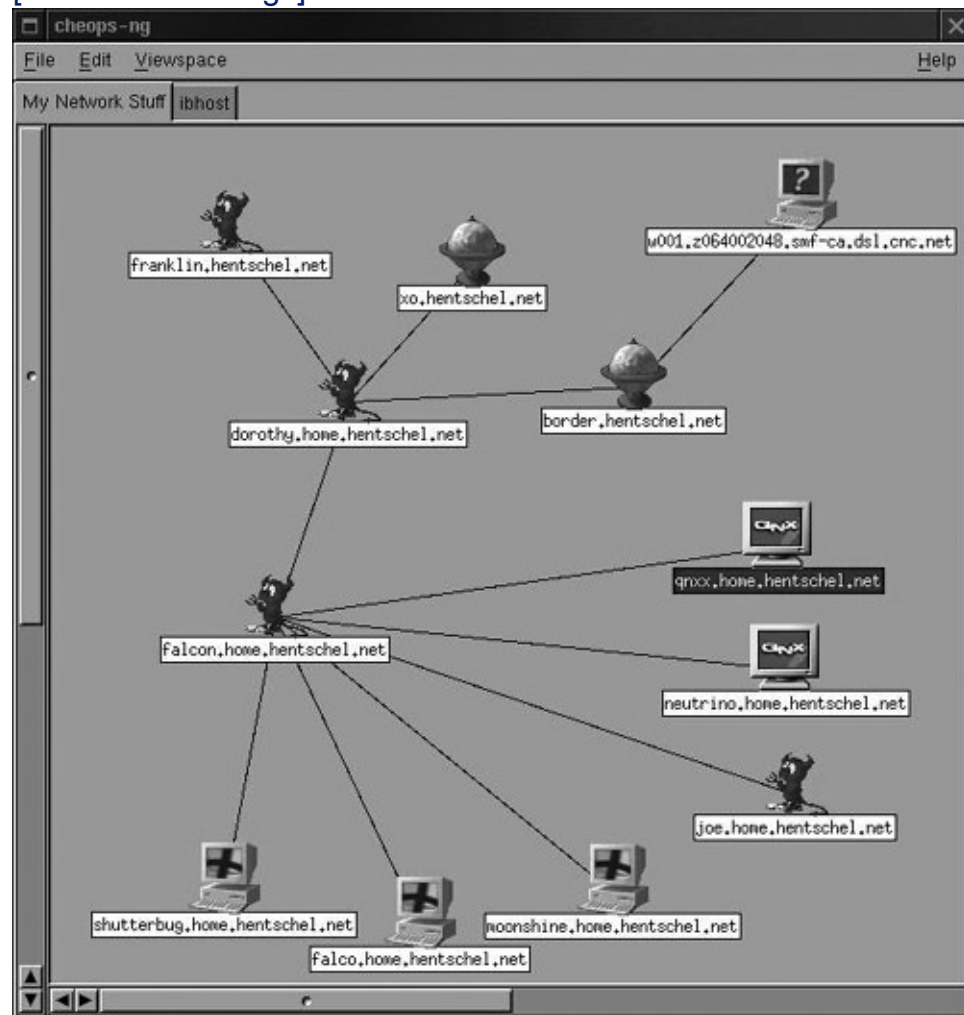 cheops-ng
File Edit Viewspace Help
My Network Stuff ibhost
?
w001.z064002048.smf-ca.dsl.cnc.net
franklin.hentschel.net
xo.hentschel.net
border.hentschel.net
dorothy.home.hentschel.net
QNX
qnxx.home.hentschel.net
falcon.home.hentschel.net
QNX
neutrino.home.hentschel.net
joe.home.hentschel.net
shutterbug.home.hentschel.net
moonshine.home.hentschel.net
falco.home.hentschel.net